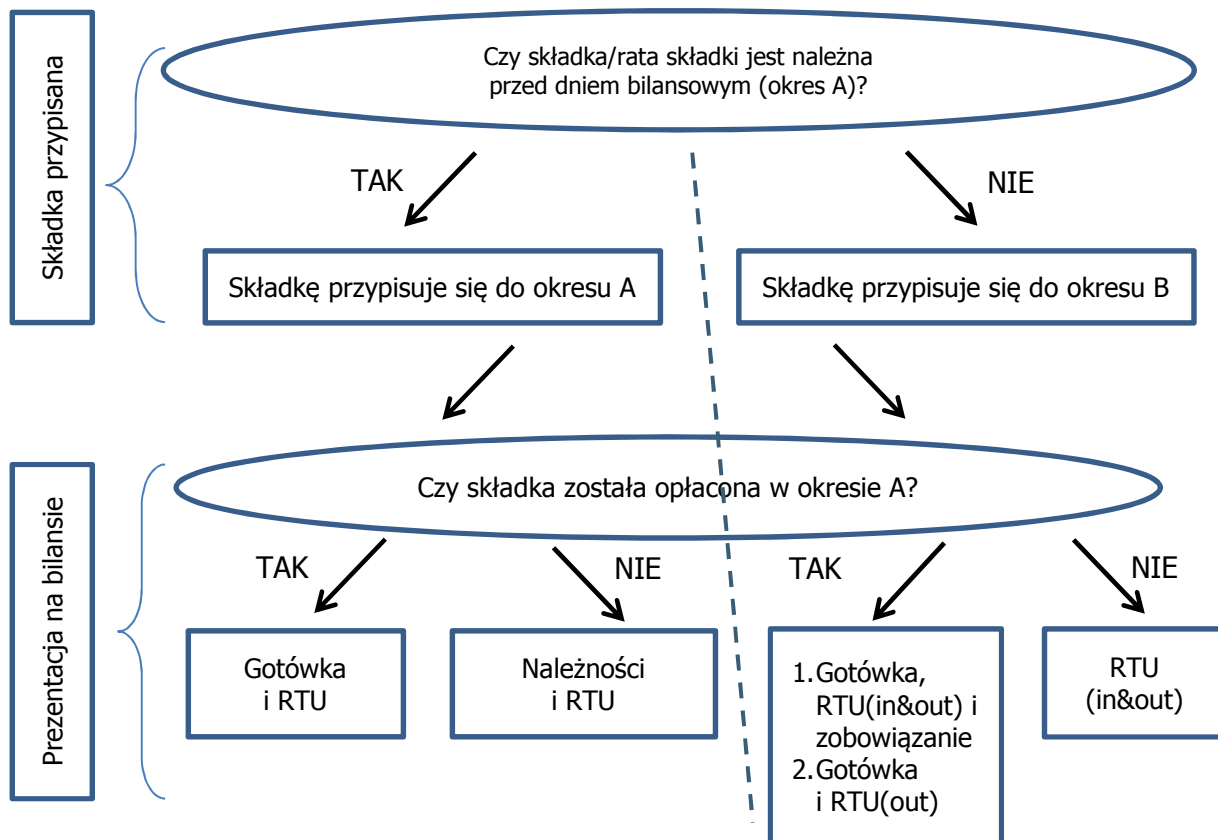 Składka przypisana
Czy składka/rata składki jest należna
przed dniem bilansowym (okres A)?
TAK
NIE
Składkę przypisuje się do okresu A
Składkę przypisuje się do okresu B
Prezentacja na bilansie
Czy składka została opłacona w okresie A?
TAK
NIE
TAK
NIE
Gotówka
i RTU
Należności
i RTU
1. Gotówka,
RTU(in&out) i
zobowiązanie
2. Gotówka
i RTU(out)
RTU
(in&out)